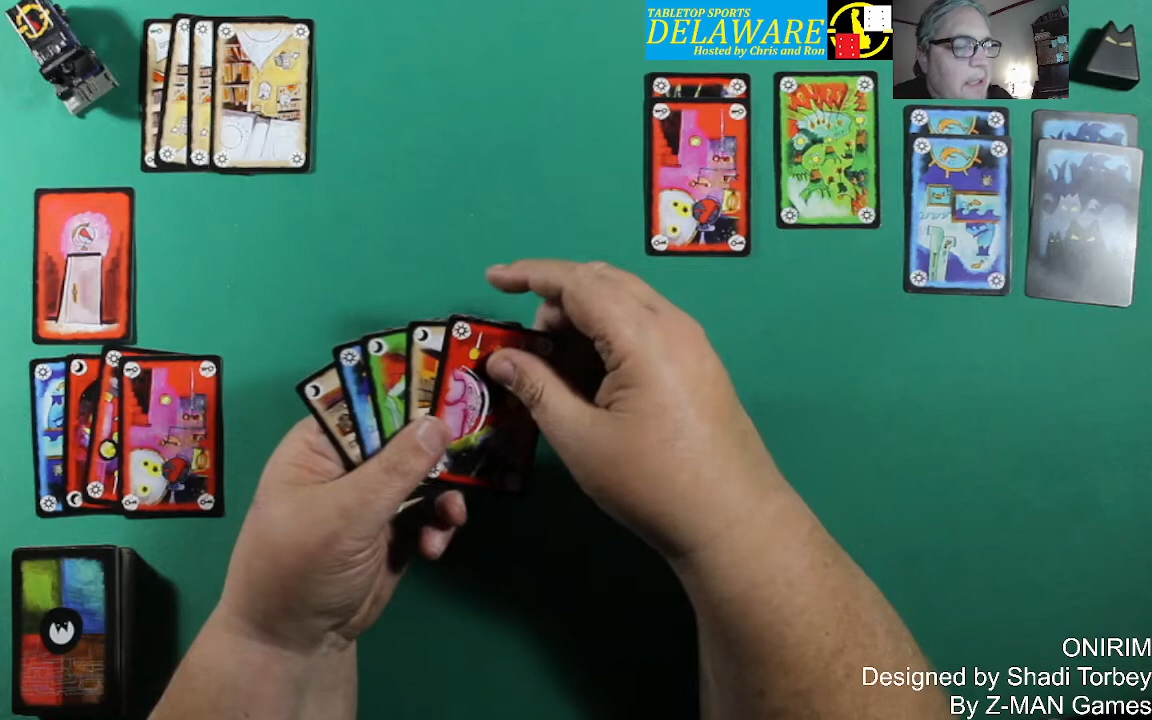 TABLETOP SPORTS
DELAWARE
Hosted by Chris and Ron
ONIRIM
Designed by Shadi Torbey
By Z-MAN Games